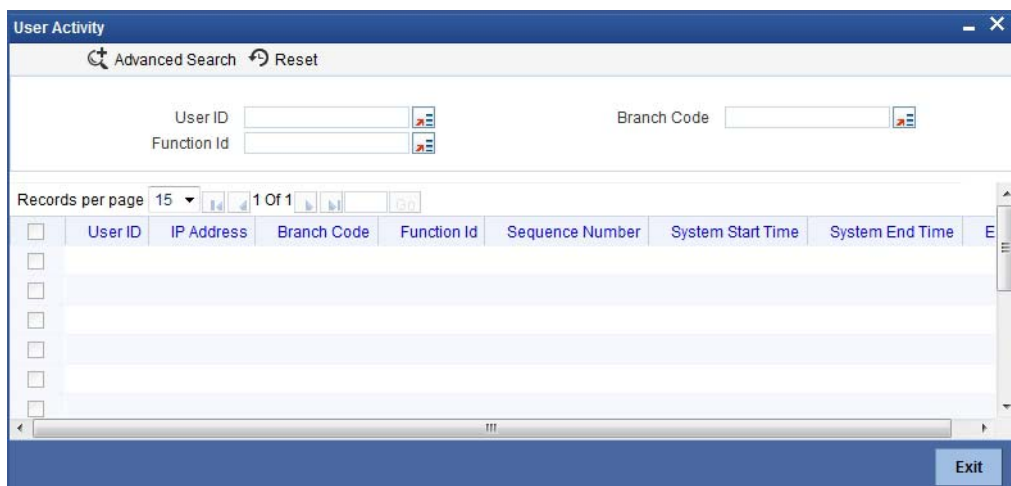 User Activity
Advanced Search Reset
User ID Branch Code
Function Id
Records per page 15 1 Of 1 Go
User ID IP Address Branch Code Function Id Sequence Number System Start Time System End Time E
Exit